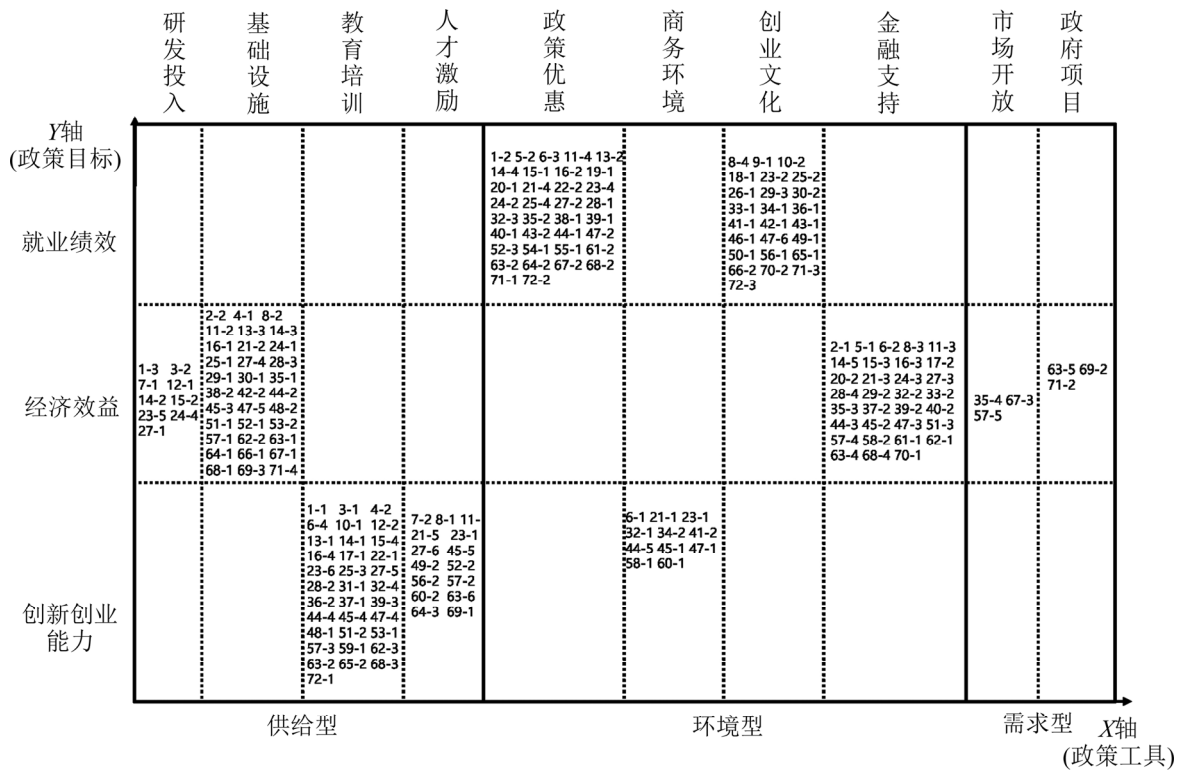 研发投入
基础设施
教育培训
人才激励
政策优惠
商务环境
创业文化
金融支持
市场开放
政府项目
Y轴
(政策目标)
就业绩效
1-2 5-2 6-3 11-4 13-2
14-4 15-1 16-2 19-1
20-1 21-4 22-2 23-4
24-2 25-4 27-2 28-1
32-3 35-2 38-1 39-1
40-1 43-2 44-1 47-2
52-3 54-1 55-1 61-2
63-2 64-2 67-2 68-2
71-1 72-2
8-4 9-1 10-2
18-1 23-2 25-2
26-1 29-3 30-2
33-1 34-1 36-1
41-1 42-1 43-1
46-1 47-6 49-1
50-1 56-1 65-1
66-2 70-2 71-3
72-3
经济效益
1-3 3-2
7-1 12-1
14-2 15-2
23-5 24-4
27-1
2-2 4-1 8-2
11-2 13-3 14-3
16-1 21-2 24-1
25-1 27-4 28-3
29-1 30-1 35-1
38-2 42-2 44-2
45-3 47-5 48-2
51-1 52-1 53-2
57-1 62-2 63-1
64-1 66-1 67-1
68-1 69-3 71-4
2-1 5-1 6-2 8-3 11-3
14-5 15-3 16-3 17-2
20-2 21-3 24-3 27-3
28-4 29-2 32-2 33-2
35-3 37-2 39-2 40-2
44-3 45-2 47-3 51-3
57-4 58-2 61-1 62-1
63-4 68-4 70-1
35-4 67-3
57-5
63-5 69-2
71-2
创新创业
能力
1-1 3-1 4-2
6-4 10-1 12-2
13-1 14-1 15-4
16-4 17-1 22-1
23-6 25-3 27-5
28-2 31-1 32-4
36-2 37-1 39-3
44-4 45-4 47-4
48-1 51-2 53-1
57-3 59-1 62-3
63-2 65-2 68-3
72-1
7-2 8-1 11-
21-5 23-1
27-6 45-5
49-2 52-2
56-2 57-2
60-2 63-6
64-3 69-1
6-1 21-1 23-1
32-1 34-2 41-2
44-5 45-1 47-1
58-1 60-1
供给型
环境型
需求型
X轴
(政策工具)